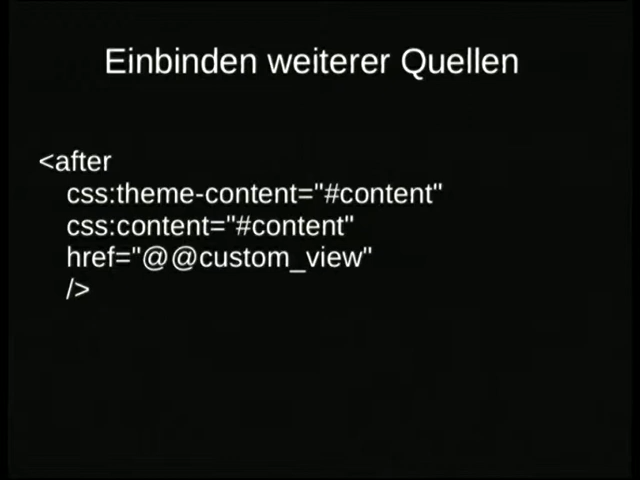 Einbinden weiterer Quellen
<after
css:theme-content="#content"
css:content="#content"
href="@@custom_view"
/>